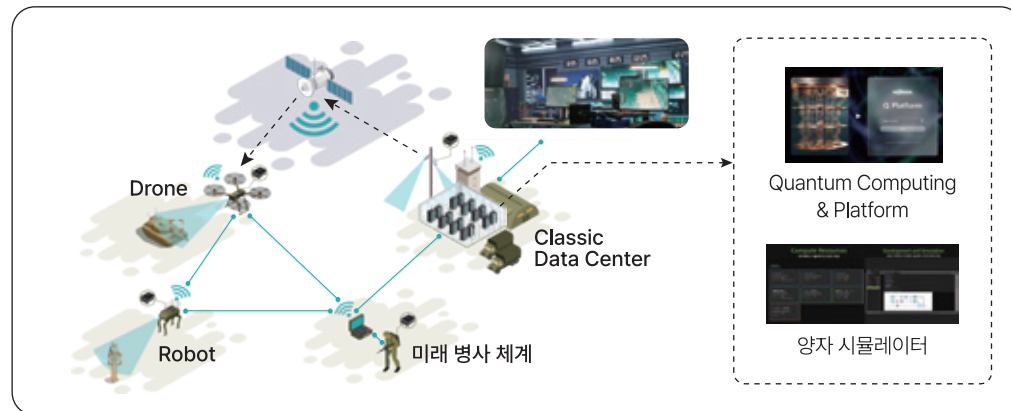 Drone
Robot
미래 병사 체계
Classic
Data Center
Q Platform
Quantum Computing
& Platform
양자 시뮬레이터